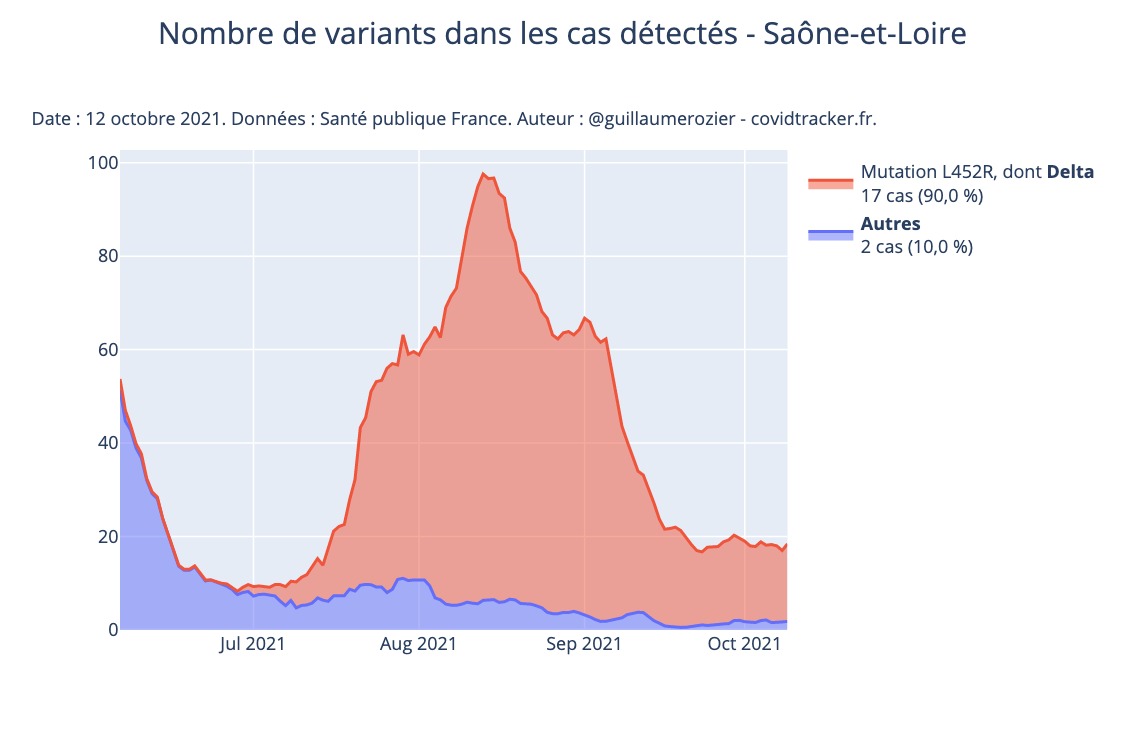 Nombre de variants dans les cas détectés - Saône-et-Loire
Date : 12 octobre 2021. Données : Santé publique France. Auteur : @guillaumerozier - covidtracker.fr.
100
80
60
40
20
0
Jul 2021
Aug 2021
Sep 2021
Oct 2021
Mutation L452R, dont Delta
17 cas (90,0 %)
Autres
2 cas (10,0 %)